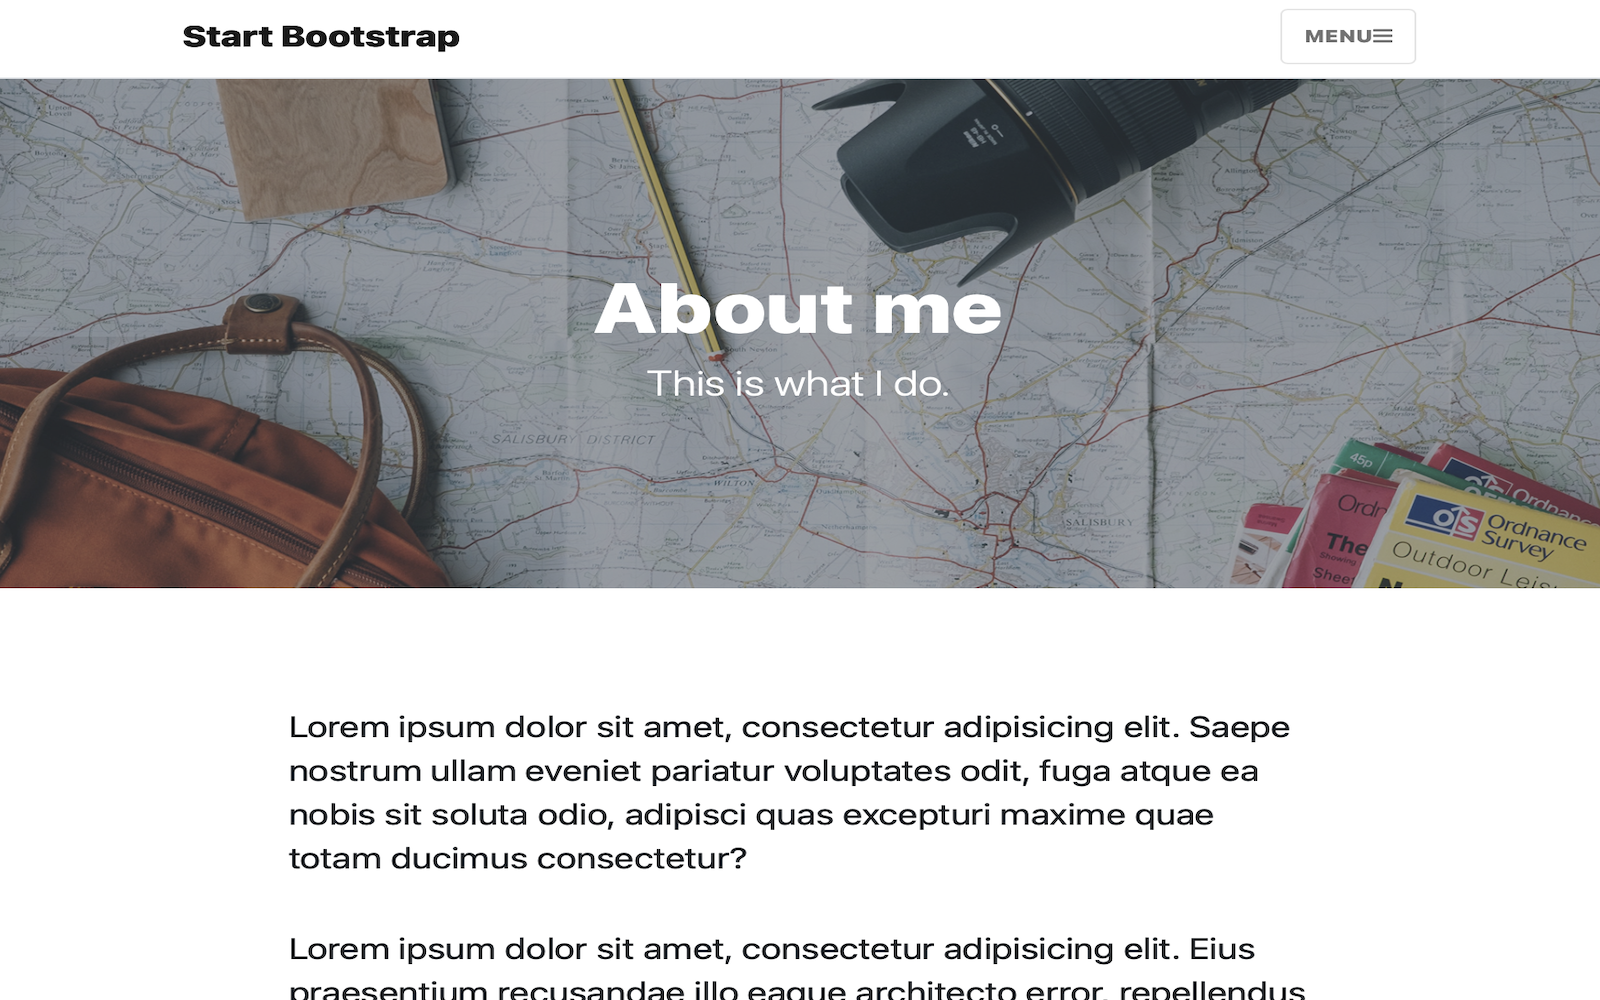 Start Bootstrap
MENU
About me
This is what I do.
SALISBURY DISTRICT
WILTON
SALISBURY
45p
Ordnance
Ordnance
Survey
Outdoor Leis
The
Showing
Sheet
Lorem ipsum dolor sit amet, consectetur adipisicing elit. Saepe
nostrum ullam eveniet pariatur voluptates odit, fuga atque ea
nobis sit soluta odio, adipisci quas excepturi maxime quae
totam ducimus consectetur?
Lorem ipsum dolor sit amet, consectetur adipisicing elit. Eius
praesentium recusandae illo eaque architecto error, repellendus